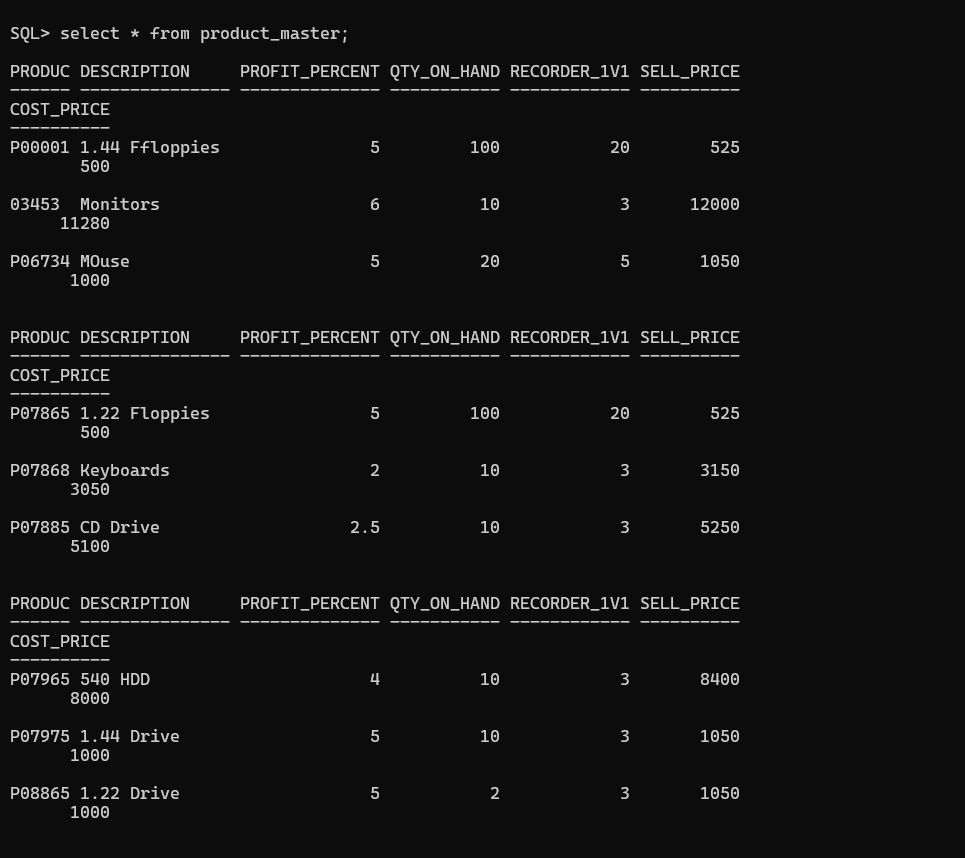 SQL> select * from product_master;
PRODUC DESCRIPTION     PROFIT_PERCENT QTY_ON_HAND RECORDER_1V1 SELL_PRICE
------ --------------- -------------- ----------- ------------ ----------
COST_PRICE
----------
P00001 1.44 Ffloppies               5         100           20        525
       500
03453  Monitors                     6          10            3      12000
     11280
P06734 MOuse                        5          20            5       1050
      1000
PRODUC DESCRIPTION     PROFIT_PERCENT QTY_ON_HAND RECORDER_1V1 SELL_PRICE
------ --------------- -------------- ----------- ------------ ----------
COST_PRICE
----------
P07865 1.22 Floppies                5         100           20        525
       500
P07868 Keyboards                    2          10            3       3150
      3050
P07885 CD Drive                   2.5          10            3       5250
      5100
PRODUC DESCRIPTION     PROFIT_PERCENT QTY_ON_HAND RECORDER_1V1 SELL_PRICE
------ --------------- -------------- ----------- ------------ ----------
COST_PRICE
----------
P07965 540 HDD                      4          10            3       8400
      8000
P07975 1.44 Drive                   5          10            3       1050
      1000
P08865 1.22 Drive                   5           2            3       1050
      1000